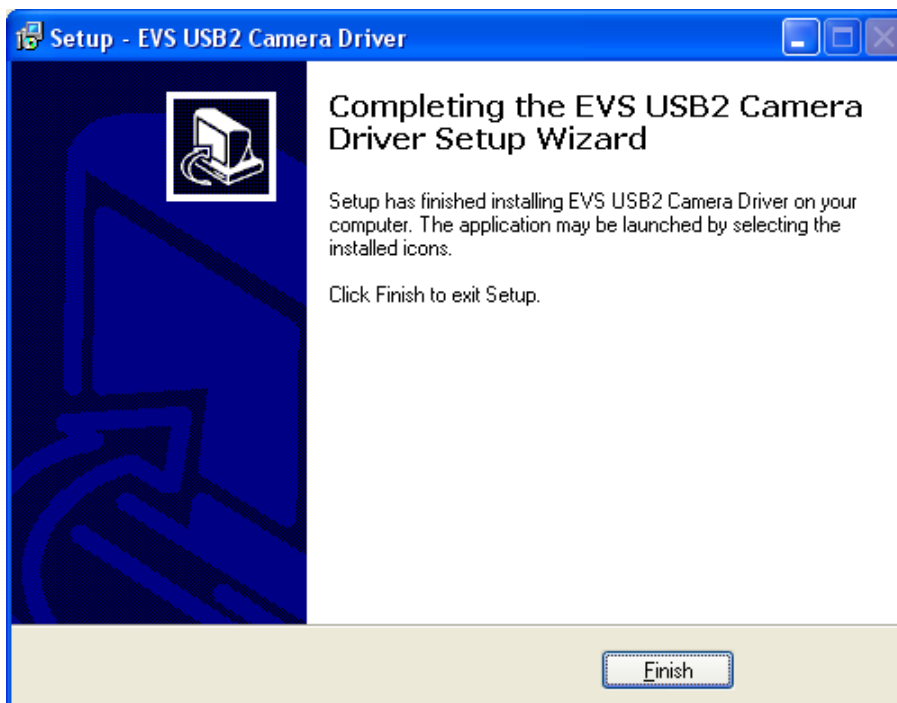 Setup - EVS USB2 Camera Driver
Completing the EVS USB2 Camera
Driver Setup Wizard
Setup has finished installing EVS USB2 Camera Driver on your
computer. The application may be launched by selecting the
installed icons.
Click Finish to exit Setup.
Finish